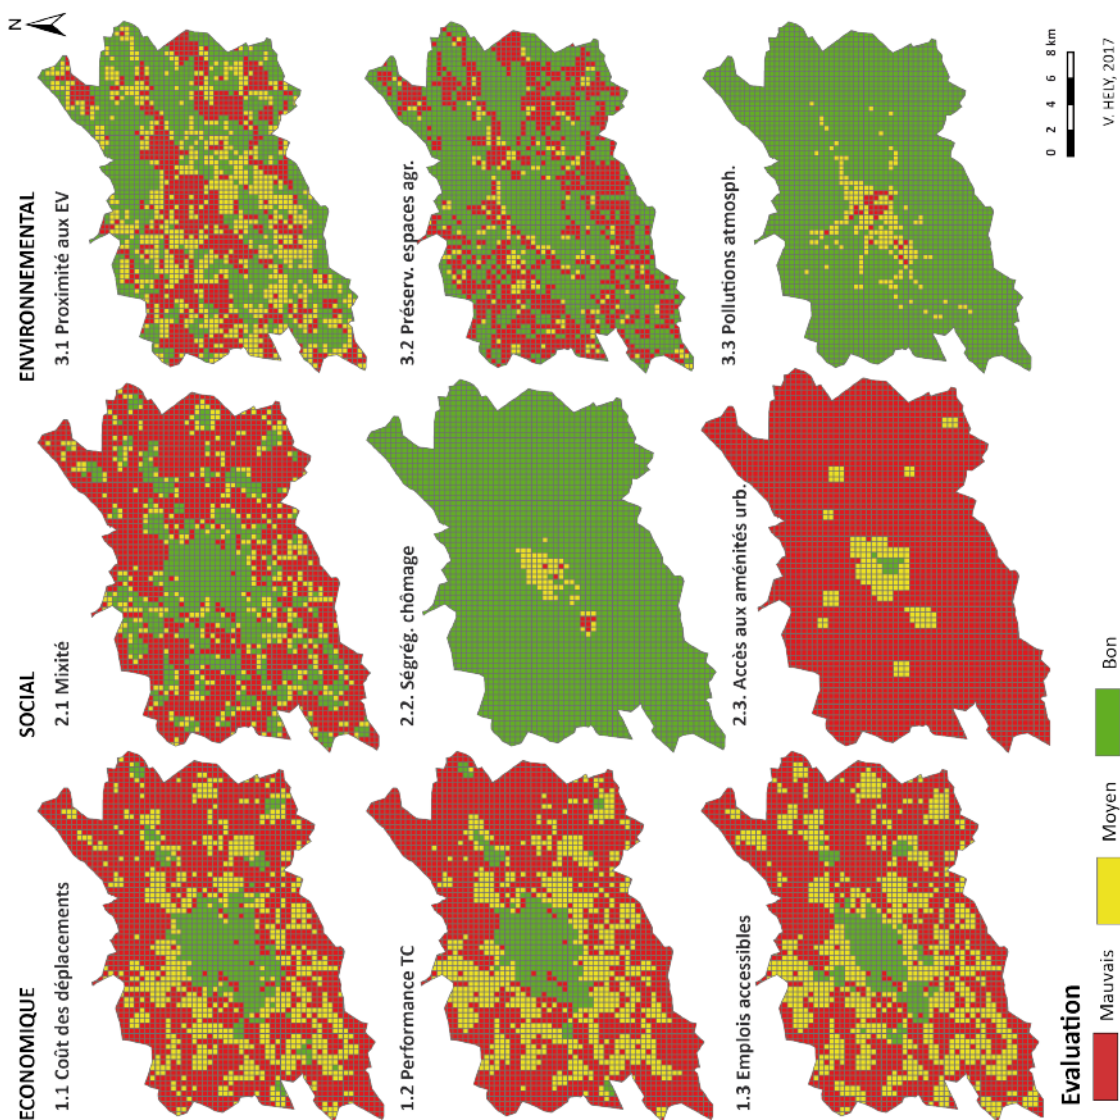 ECONOMIQUE
1.1 Coût des déplacements
1.2 Performance TC
1.3 Emplois accessibles
SOCIAL
2.1 Mixité
2.2. Ségrég. chômage
2.3. Accès aux aménités urb.
ENVIRONNEMENTAL
3.1 Proximité aux EV
3.2 Préserv. espaces agr.
3.3 Pollutions atmosph.
N
Evaluation
Mauvais
Moyen
Bon
0 2 4 6 8 km
V. HELY, 2017